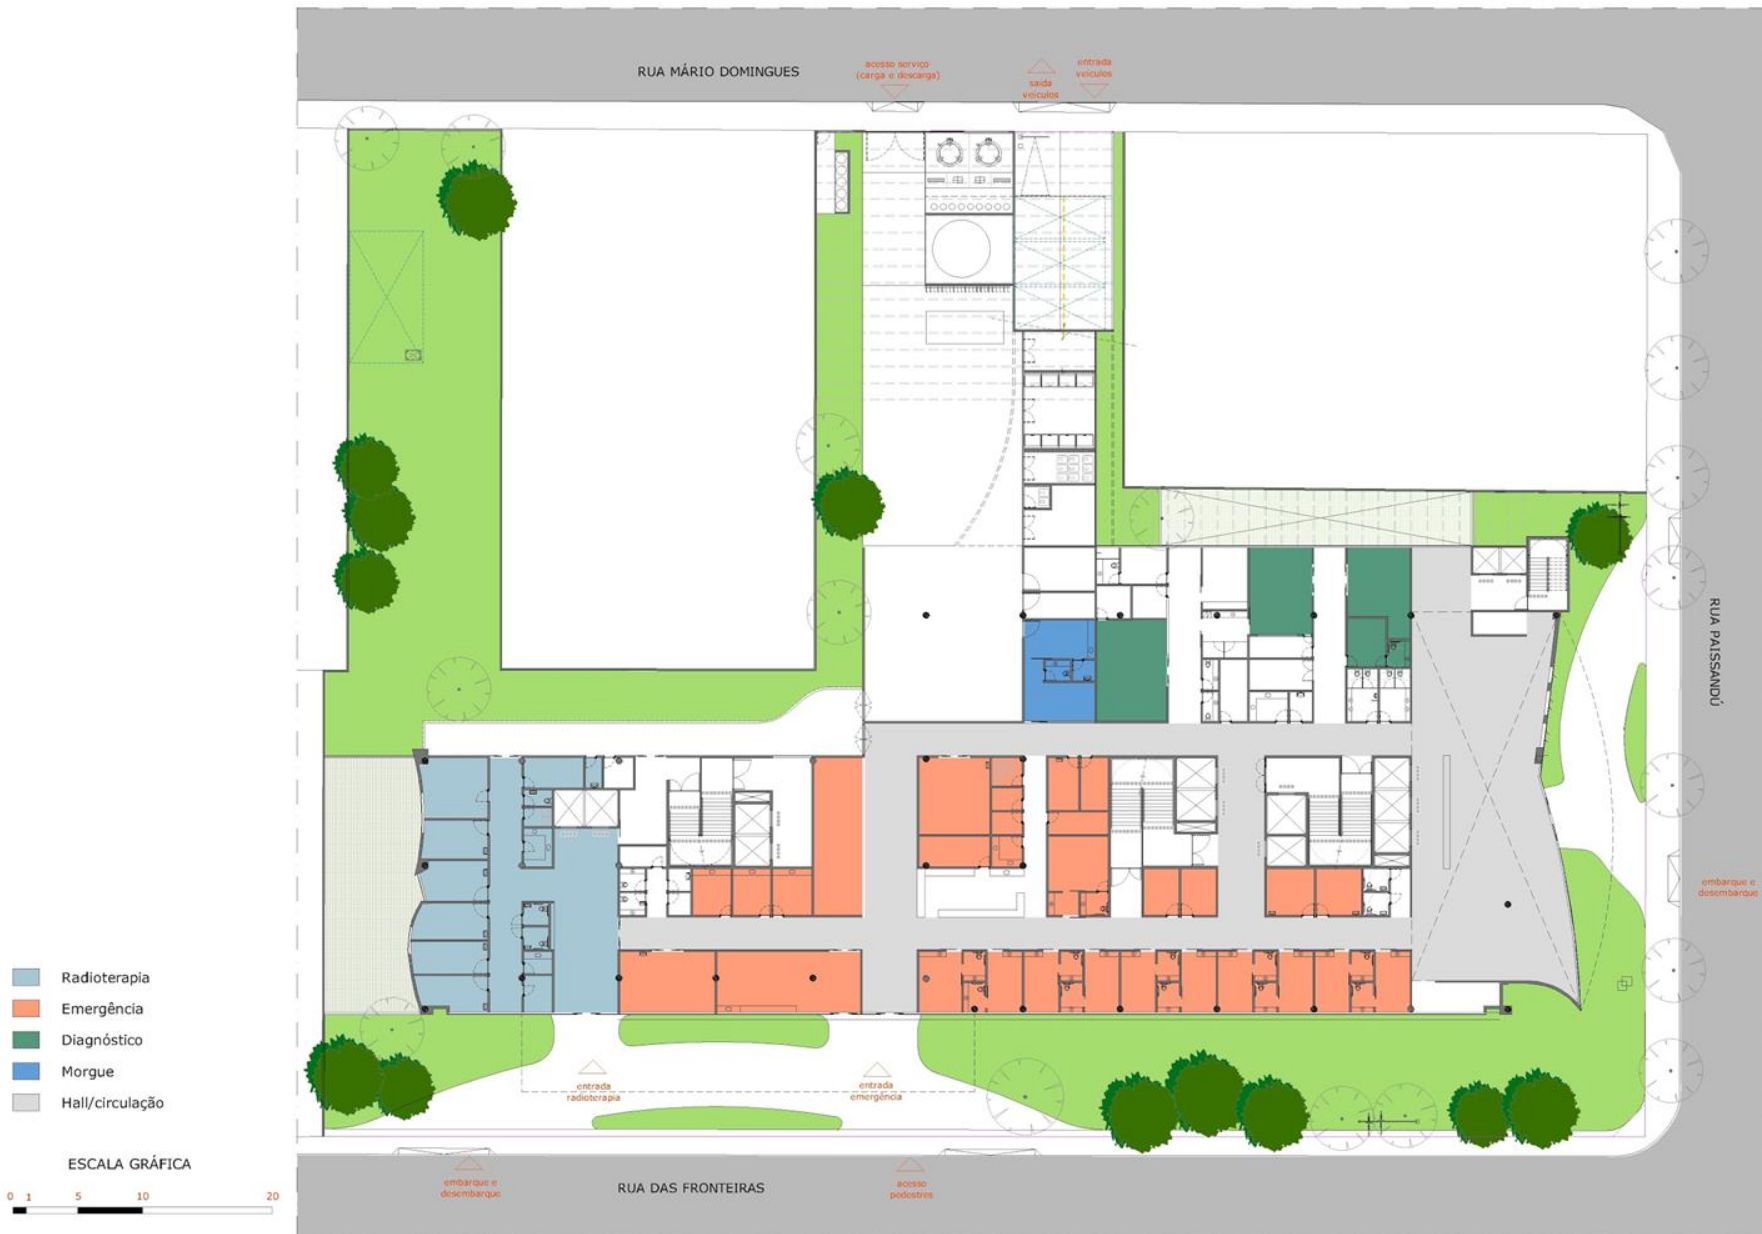 RUA MÁRIO DOMINGUES
acesso serviço
(carga e descarga)
saída
veículos
entrada
veículos
RUA PAISSANDÚ
embarque e
desembarque
Radioterapia
Emergência
Diagnóstico
Morgue
Hall/circulação
entrada
radioterapia
entrada
emergência
ESCALA GRÁFICA
0 1 5 10 20
embarque e
desembarque
RUA DAS FRONTEIRAS
acesso
pedestres